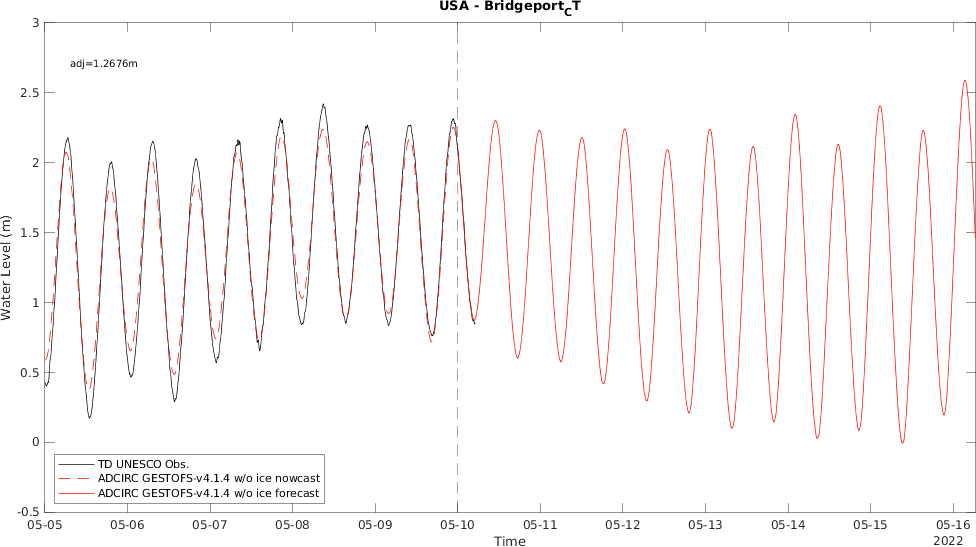 USA - Bridgeport_CT
3
2.5
2
1.5
1
0.5
0
-0.5
Water Level (m)
adj=1.2676m
TD UNESCO Obs.
ADCIRC GESTOFS-v4.1.4 w/o ice nowcast
ADCIRC GESTOFS-v4.1.4 w/o ice forecast
05-05 05-06 05-07 05-08 05-09 05-10 05-11 05-12 05-13 05-14 05-15 05-16
Time
2022